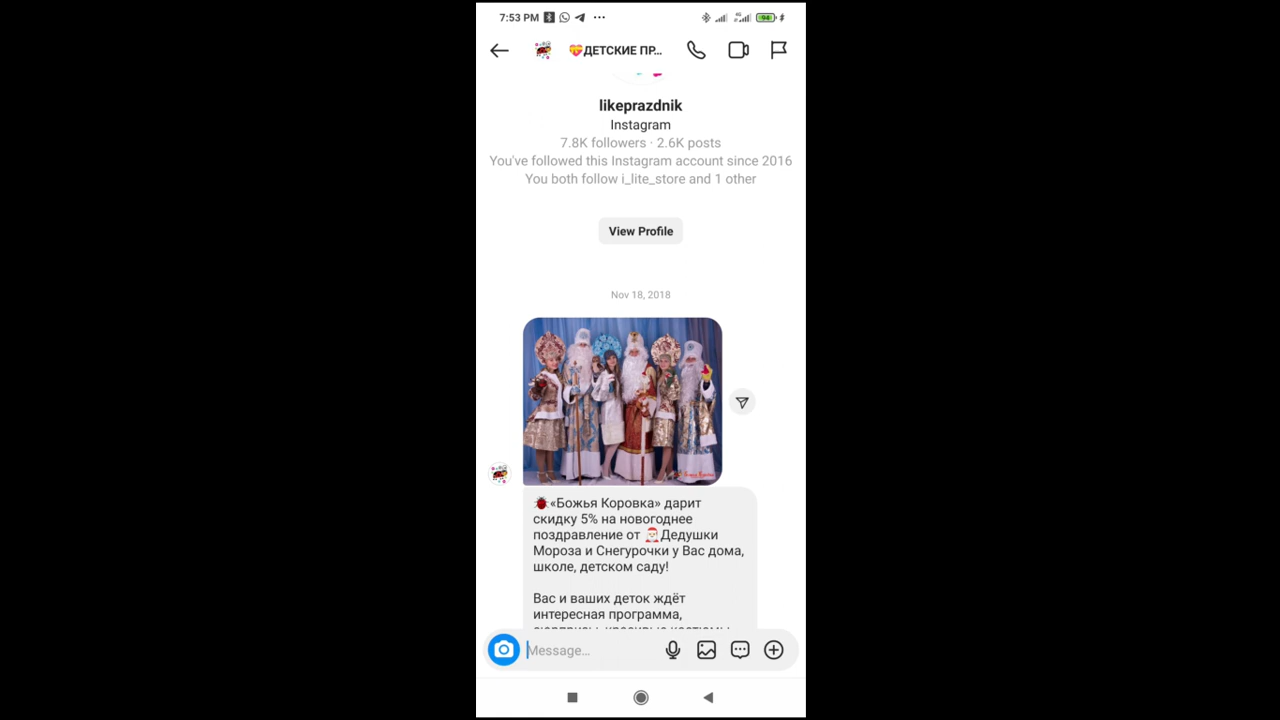 7:53 PM
94
💝ДЕТСКИЕ ПР...
likeprazdnik
Instagram
7.8K followers · 2.6K posts
You've followed this Instagram account since 2016
You both follow i_lite_store and 1 other
View Profile
Nov 18, 2018
🐞«Божья Коровка» дарит
скидку 5% на новогоднее
поздравление от 🎅Дедушки
Мороза и Снегурочки у Вас дома,
школе, детском саду!
Вас и ваших деток ждёт
интересная программа,
Message...